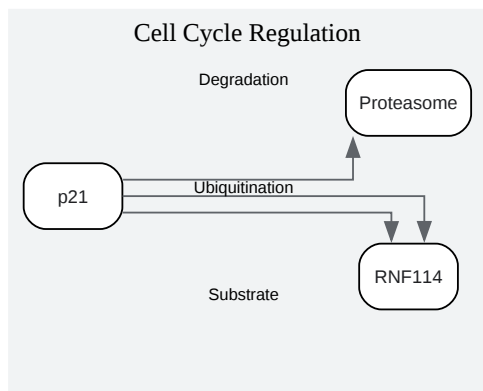 Cell Cycle Regulation
Degradation
Proteasome
Ubiquitination
p21
RNF114
Substrate